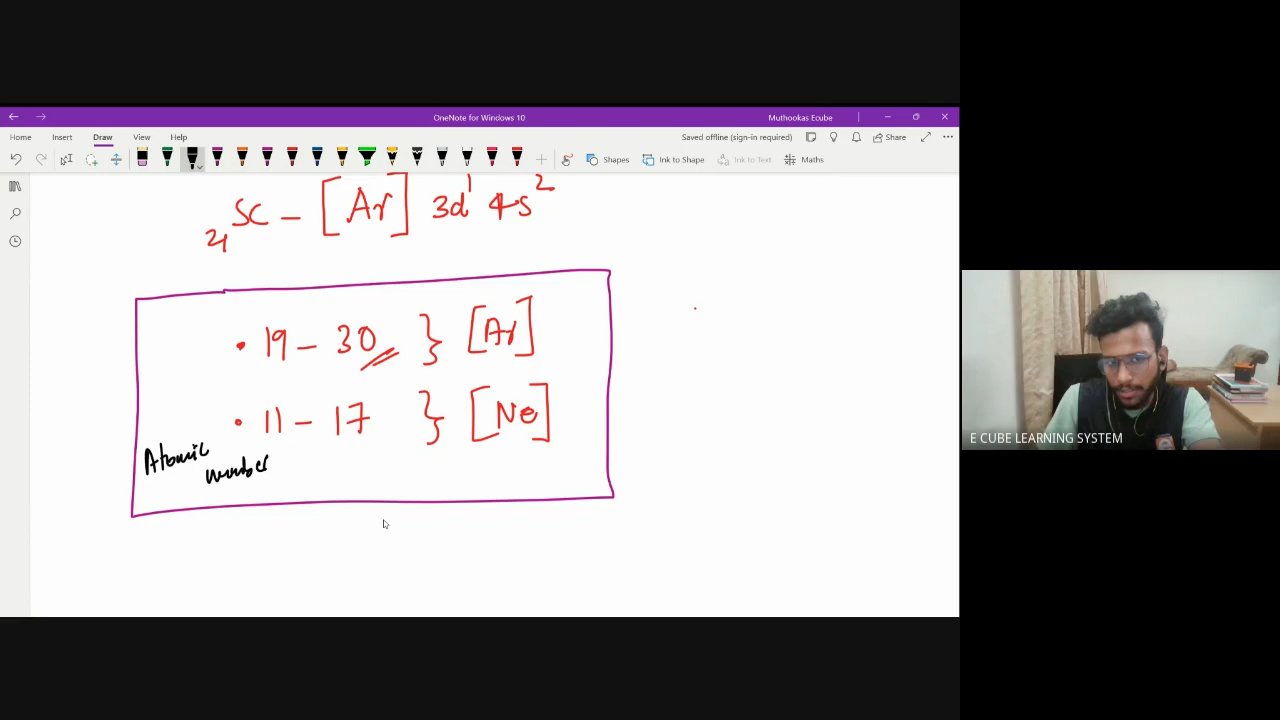 OneNote for Windows 10
Muthookas Ecube
Home Insert Draw View Help
Saved offline (sign-in required)
Share
Shapes
Ink to Shape
Ink to Text
Maths
21 Sc – [Ar] 3d1 4s2
• 19 – 30 } [Ar]
• 11 – 17 } [Ne]
Atomic
number
E CUBE LEARNING SYSTEM